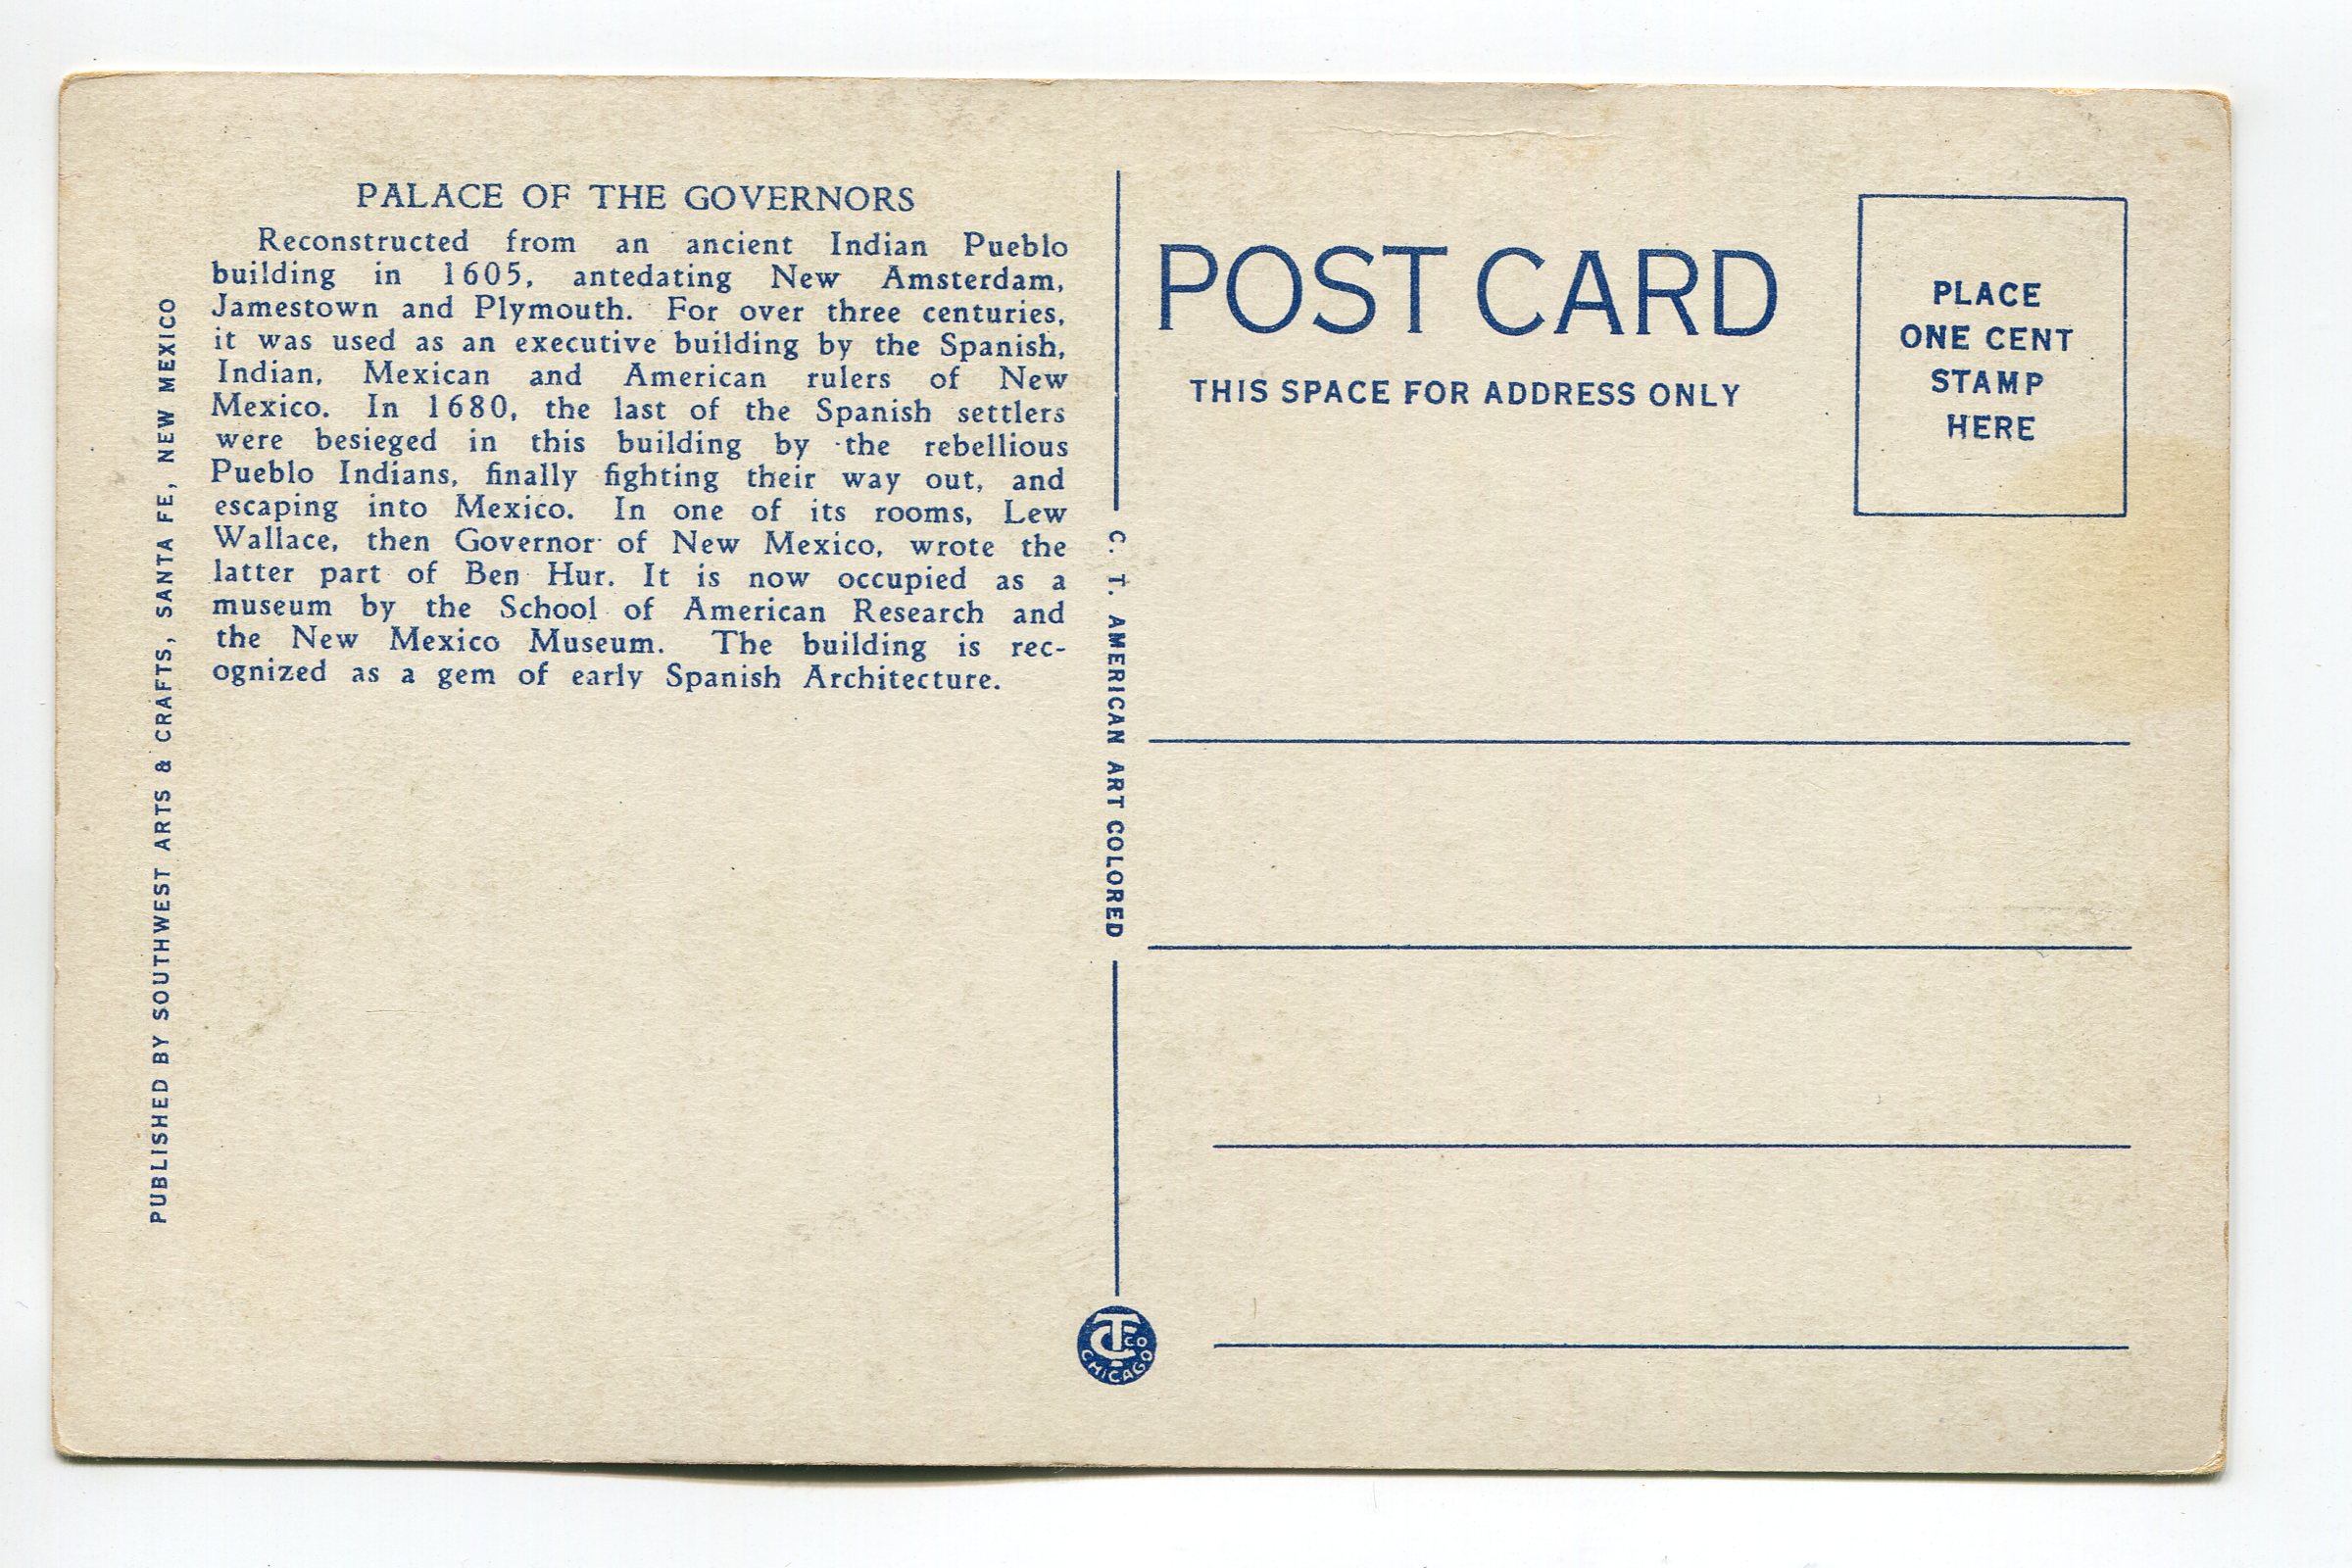 PALACE OF THE GOVERNORS
Reconstructed from an ancient Indian Pueblo
building in 1605, antedating New Amsterdam,
Jamestown and Plymouth. For over three centuries,
it was used as an executive building by the Spanish,
Indian, Mexican and American rulers of New
Mexico. In 1680, the last of the Spanish settlers
were besieged in this building by the rebellious
Pueblo Indians, finally fighting their way out, and
escaping into Mexico. In one of its rooms, Lew
Wallace, then Governor of New Mexico, wrote the
latter part of Ben Hur. It is now occupied as a
museum by the School of American Research and
the New Mexico Museum. The building is rec-
ognized as a gem of early Spanish Architecture.
PUBLISHED BY SOUTHWEST ARTS & CRAFTS, SANTA FE, NEW MEXICO
C. T. AMERICAN ART COLORED
CT CO
CHICAGO
POST CARD
THIS SPACE FOR ADDRESS ONLY
PLACE
ONE CENT
STAMP
HERE